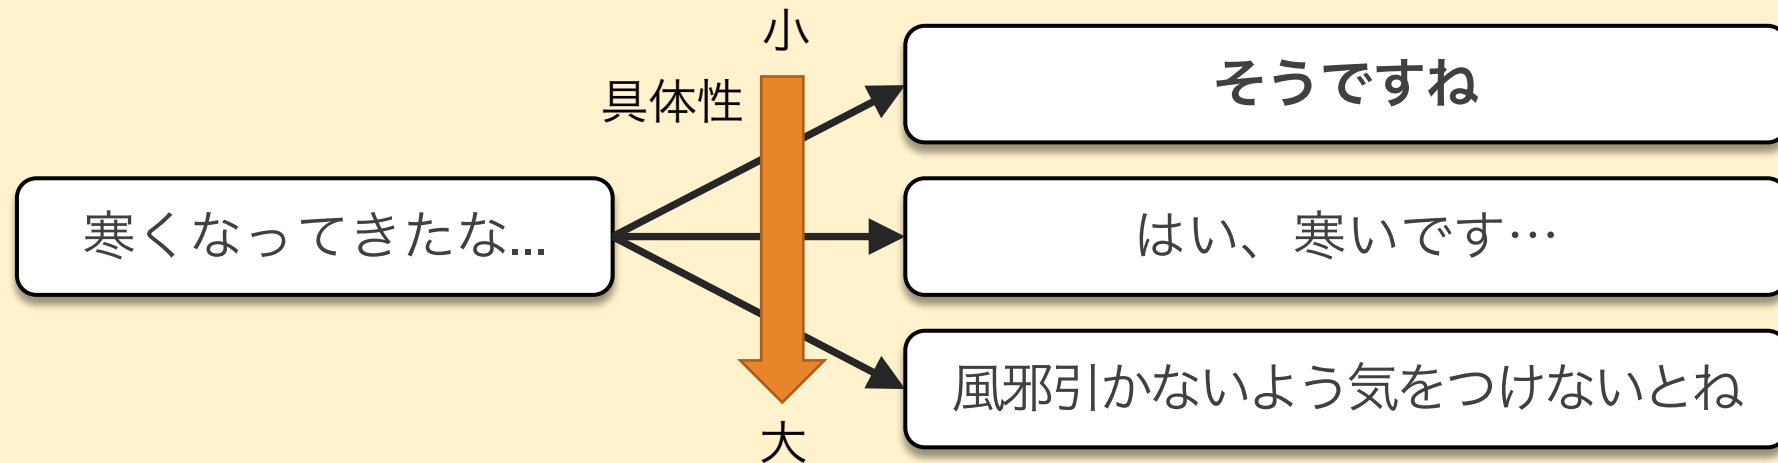 小
具体性
そうですね
寒くなってきたな...
はい、寒いです…
風邪引かないよう気をつけないとね
大